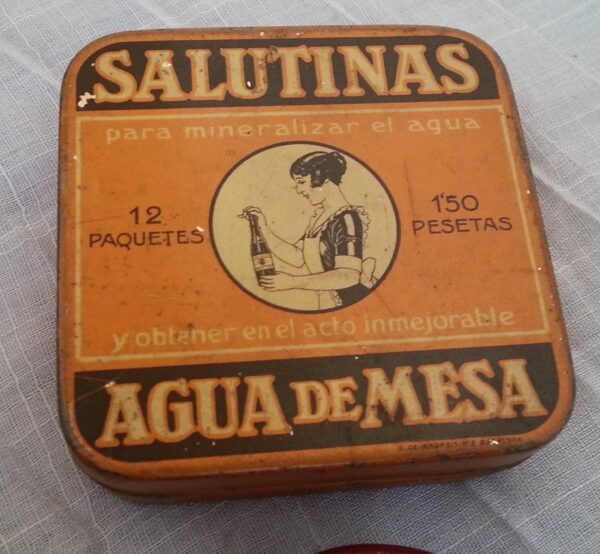 SALUTINAS
para mineralizar el agua
12
PAQUETES
1'50
PESETAS
y obtener en el acto inmejorable
AGUA DE MESA